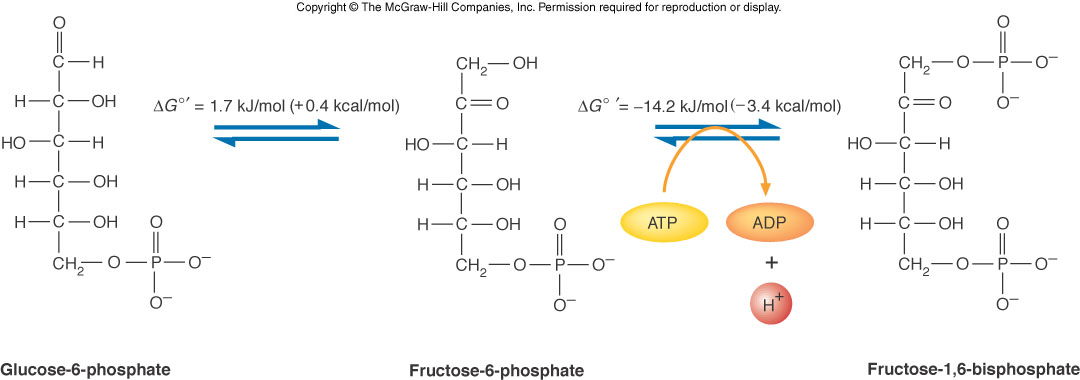 Copyright © The McGraw-Hill Companies, Inc. Permission required for reproduction or display.
O
C—H
H—C—OH
HO—C—H
H—C—OH
H—C—OH
O
CH₂—O—P—O⁻
O⁻
Glucose-6-phosphate
ΔG°′ = 1.7 kJ/mol (+0.4 kcal/mol)
CH₂—OH
C=O
HO—C—H
H—C—OH
H—C—OH
O
CH₂—O—P—O⁻
O⁻
Fructose-6-phosphate
ΔG° ′ = −14.2 kJ/mol (−3.4 kcal/mol)
ATP
ADP
+
H⁺
O
CH₂—O—P—O⁻
O⁻
C=O
HO—C—H
H—C—OH
H—C—OH
O
CH₂—O—P—O⁻
O⁻
Fructose-1,6-bisphosphate